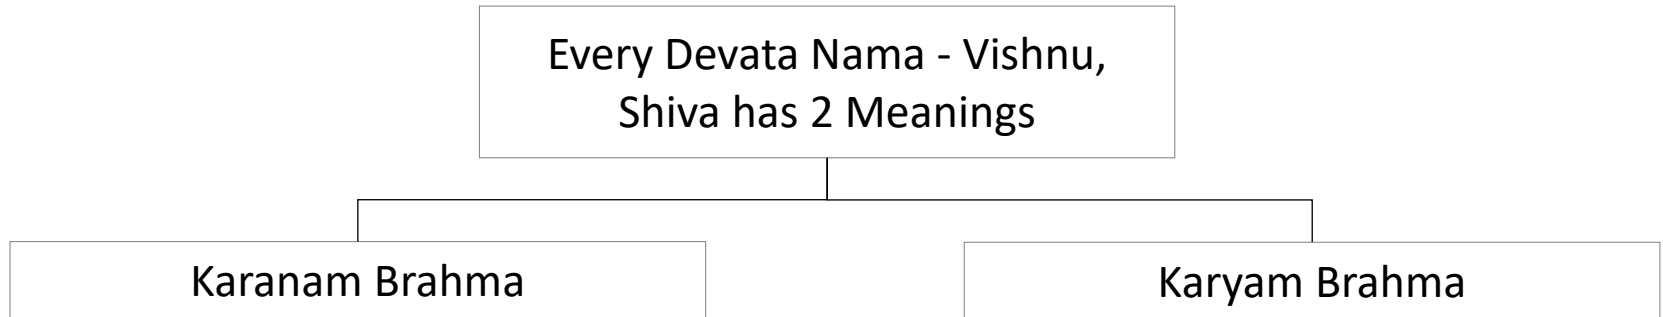 Every Devata Nama - Vishnu,
Shiva has 2 Meanings
Karanam Brahma
Karyam Brahma